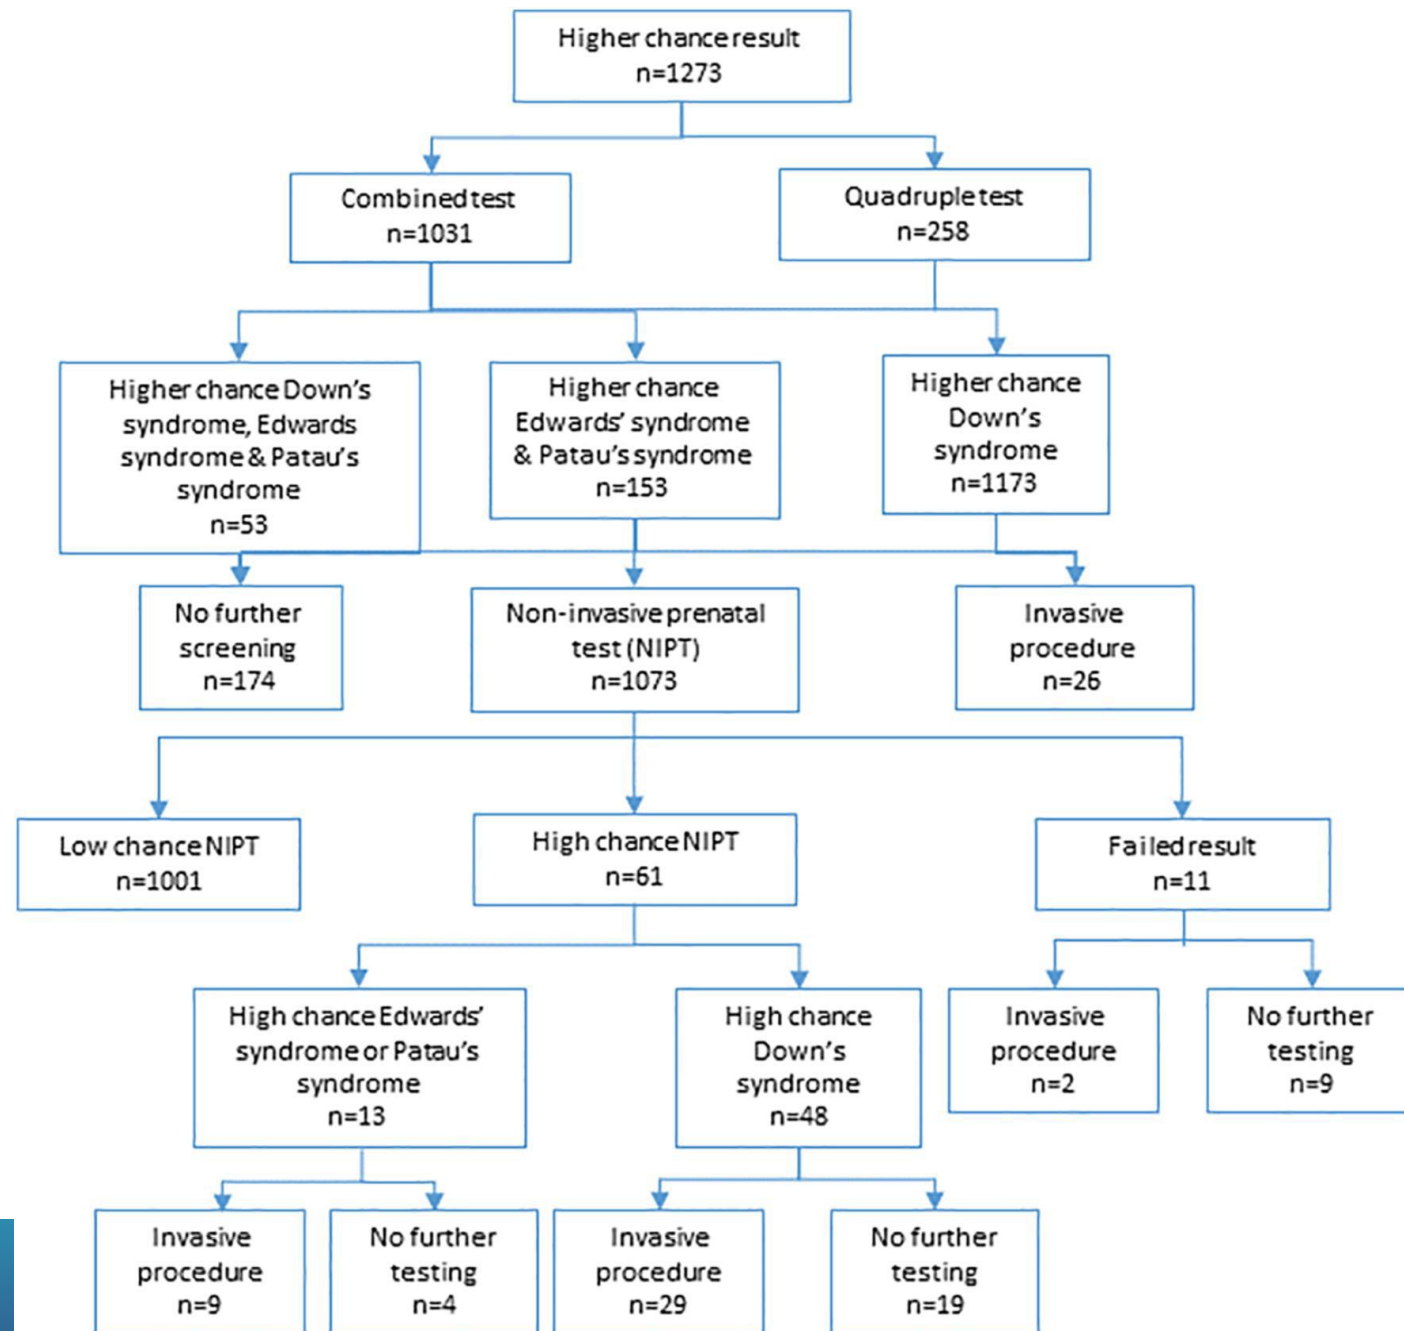 Higher chance result
n=1273
Combined test
n=1031
Quadruple test
n=258
Higher chance Down's
syndrome, Edwards
syndrome & Patau's
syndrome
n=53
Higher chance
Edwards' syndrome
& Patau's syndrome
n=153
Higher chance
Down's
syndrome
n=1173
No further
screening
n=174
Non-invasive prenatal
test (NIPT)
n=1073
Invasive
procedure
n=26
Low chance NIPT
n=1001
High chance NIPT
n=61
Failed result
n=11
High chance Edwards'
syndrome or Patau's
syndrome
n=13
High chance
Down's
syndrome
n=48
Invasive
procedure
n=2
No further
testing
n=9
Invasive
procedure
n=9
No further
testing
n=4
Invasive
procedure
n=29
No further
testing
n=19